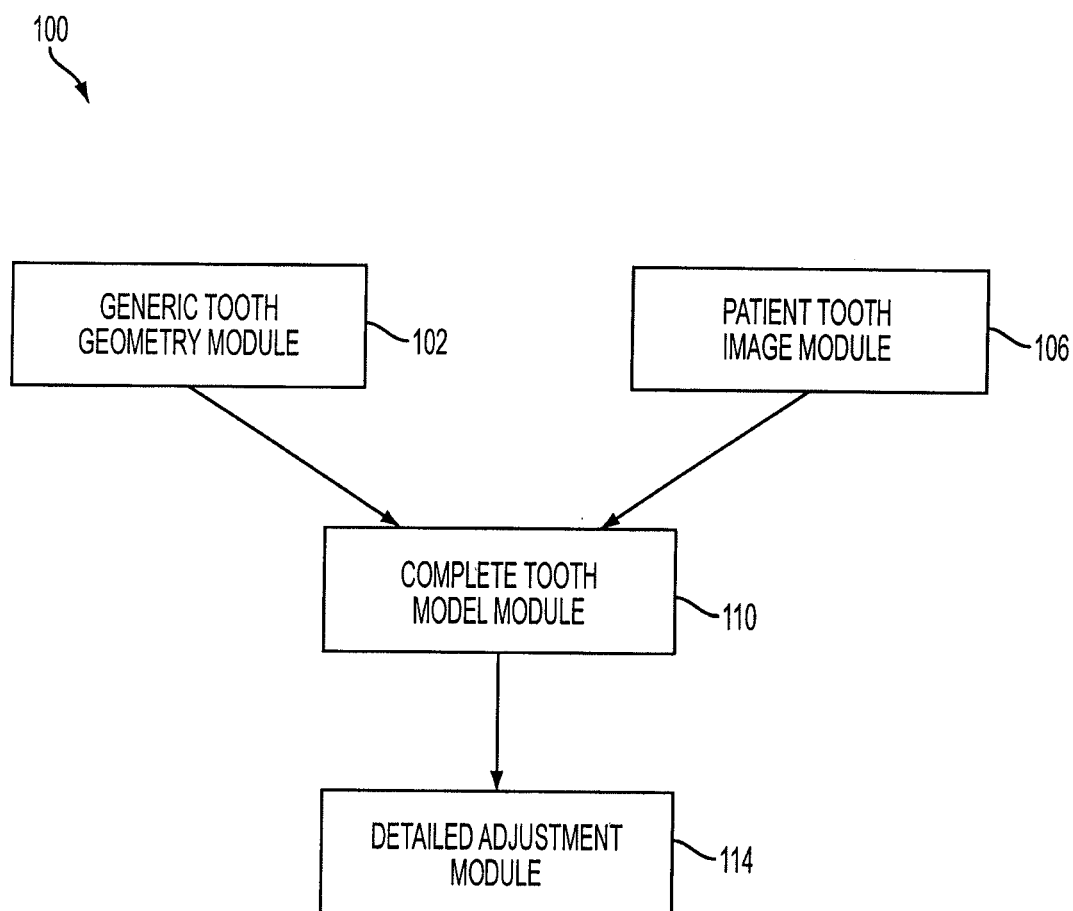 100
GENERIC TOOTH
GEOMETRY MODULE
102
PATIENT TOOTH
IMAGE MODULE
106
COMPLETE TOOTH
MODEL MODULE
110
DETAILED ADJUSTMENT
MODULE
114